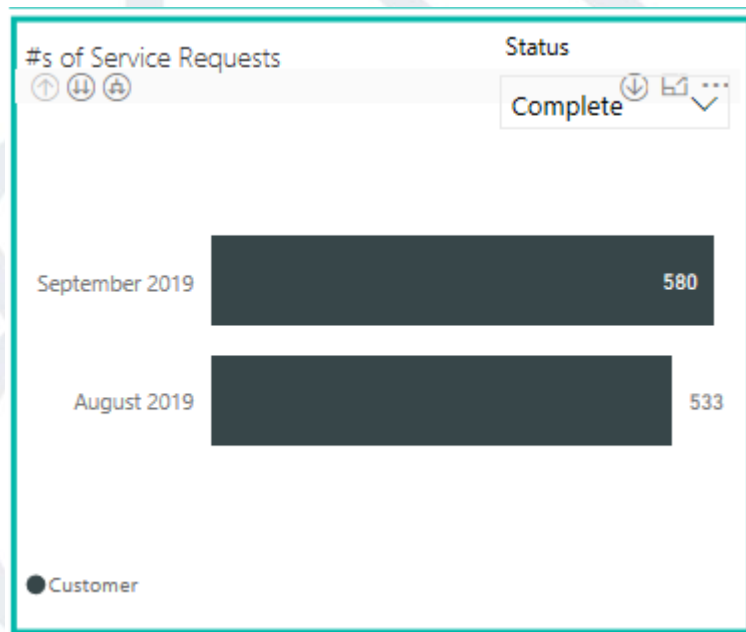 #s of Service Requests
Status
Complete
September 2019
580
August 2019
533
Customer